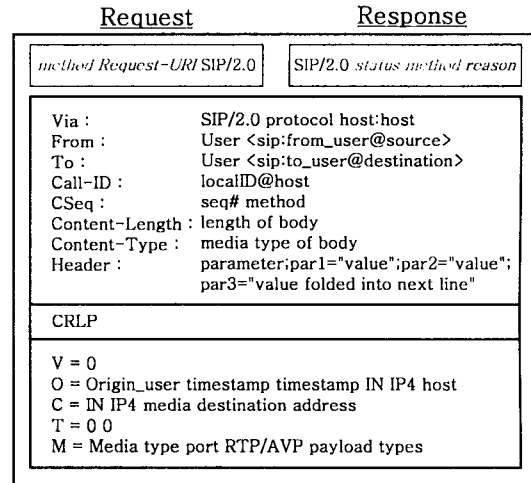 Request
Response
method Request-URI SIP/2.0
SIP/2.0 status method reason
Via : SIP/2.0 protocol host:host
From : User <sip:from_user@source>
To : User <sip:to_user@destination>
Call-ID : localID@host
CSeq : seq# method
Content-Length : length of body
Content-Type : media type of body
Header : parameter;par1="value";par2="value";
par3="value folded into next line"
CRLP
V = 0
O = Origin_user timestamp timestamp IN IP4 host
C = IN IP4 media destination address
T = 0 0
M = Media type port RTP/AVP payload types